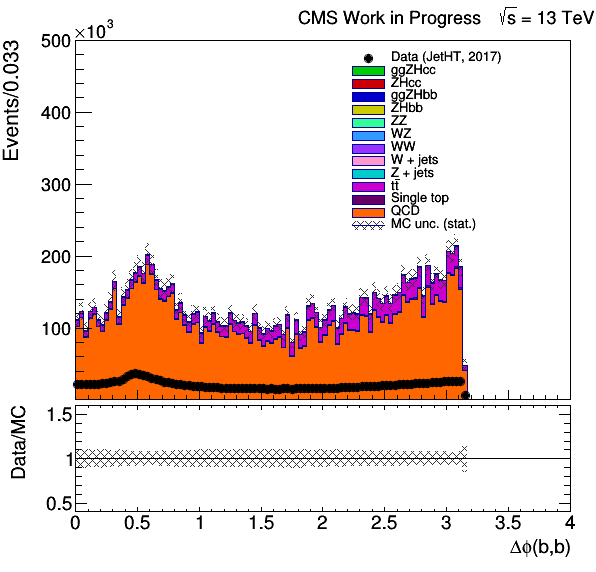 CMS Work in Progress √s = 13 TeV
×10³
Events/0.033
500
400
300
200
100
Data (JetHT, 2017)
ggZHcc
ZHcc
ggZHbb
ZHbb
ZZ
WZ
WW
W + jets
Z + jets
tt̄
Single top
QCD
MC unc. (stat.)
Data/MC
1.5
1
0.5
0 0.5 1 1.5 2 2.5 3 3.5 4
Δϕ(b,b)